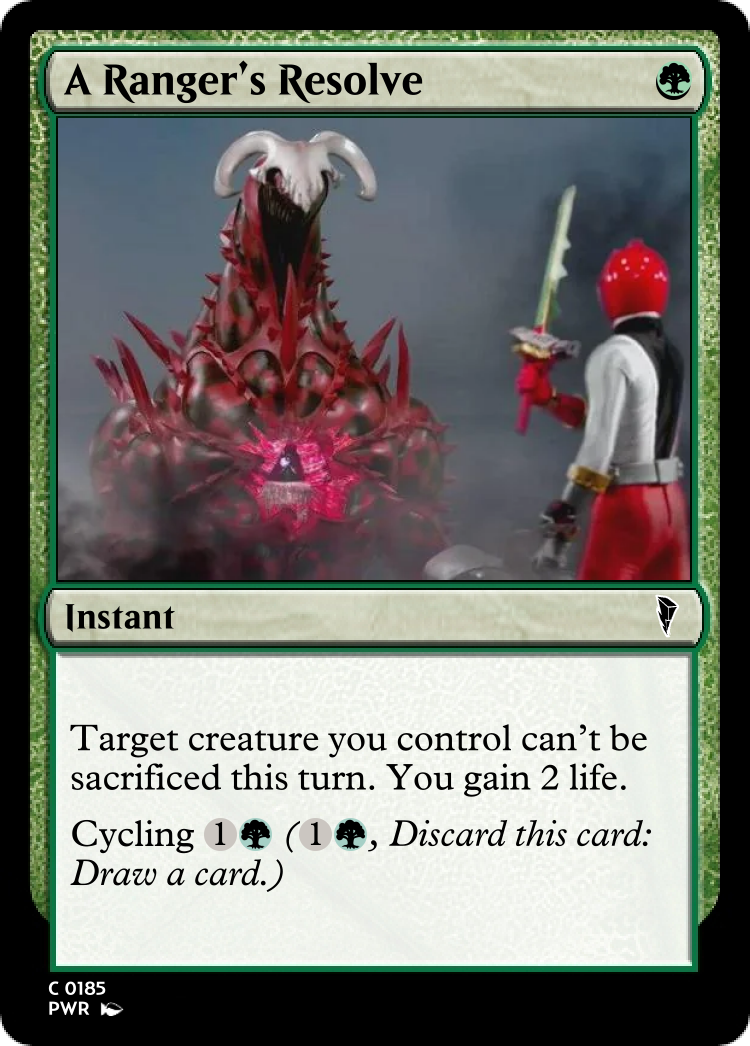 A Ranger's Resolve
Instant
Target creature you control can't be
sacrificed this turn. You gain 2 life.
Cycling 1 (1, Discard this card:
Draw a card.)
C 0185
PWR